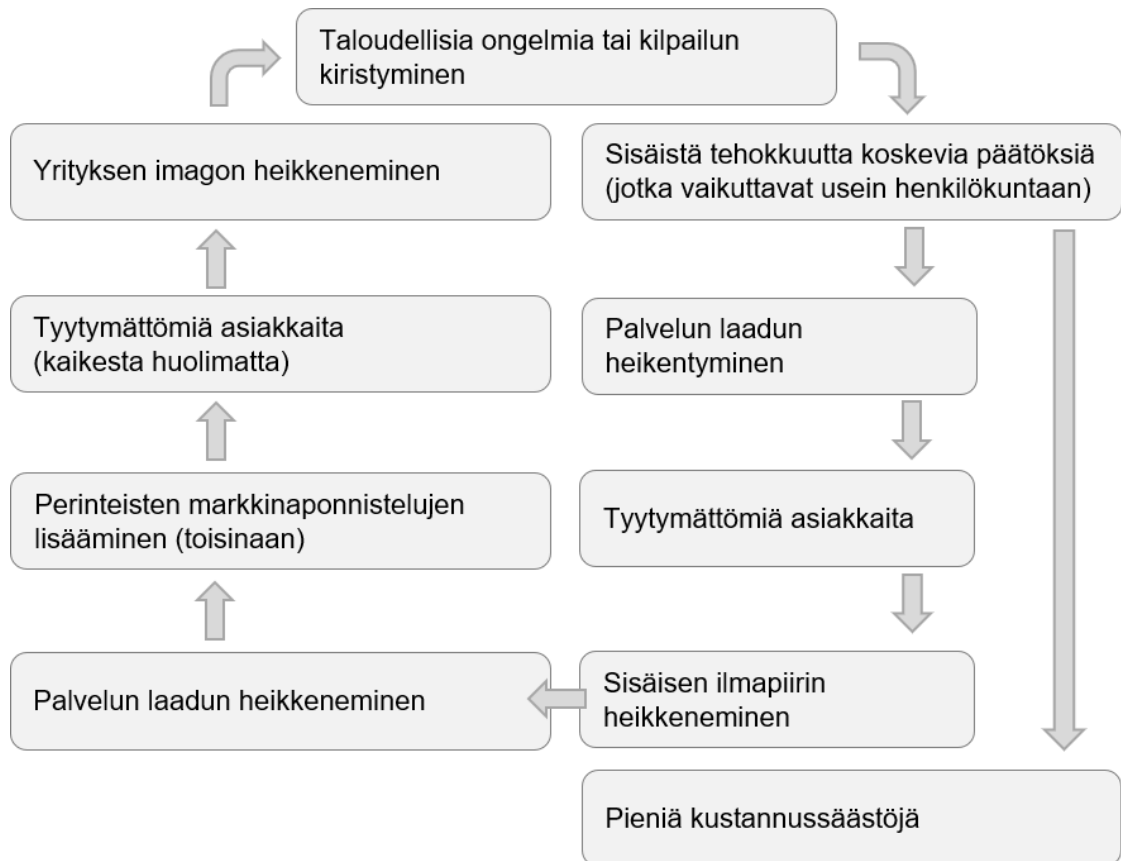 Taloudellisia ongelmia tai kilpailun
kiristyminen
Sisäistä tehokkuutta koskevia päätöksiä
(jotka vaikuttavat usein henkilökuntaan)
Palvelun laadun
heikentyminen
Tyytymättömiä asiakkaita
Sisäisen ilmapiirin
heikkeneminen
Pieniä kustannussäästöjä
Palvelun laadun heikkeneminen
Perinteisten markkinaponnistelujen
lisääminen (toisinaan)
Tyytymättömiä asiakkaita
(kaikesta huolimatta)
Yrityksen imagon heikkeneminen